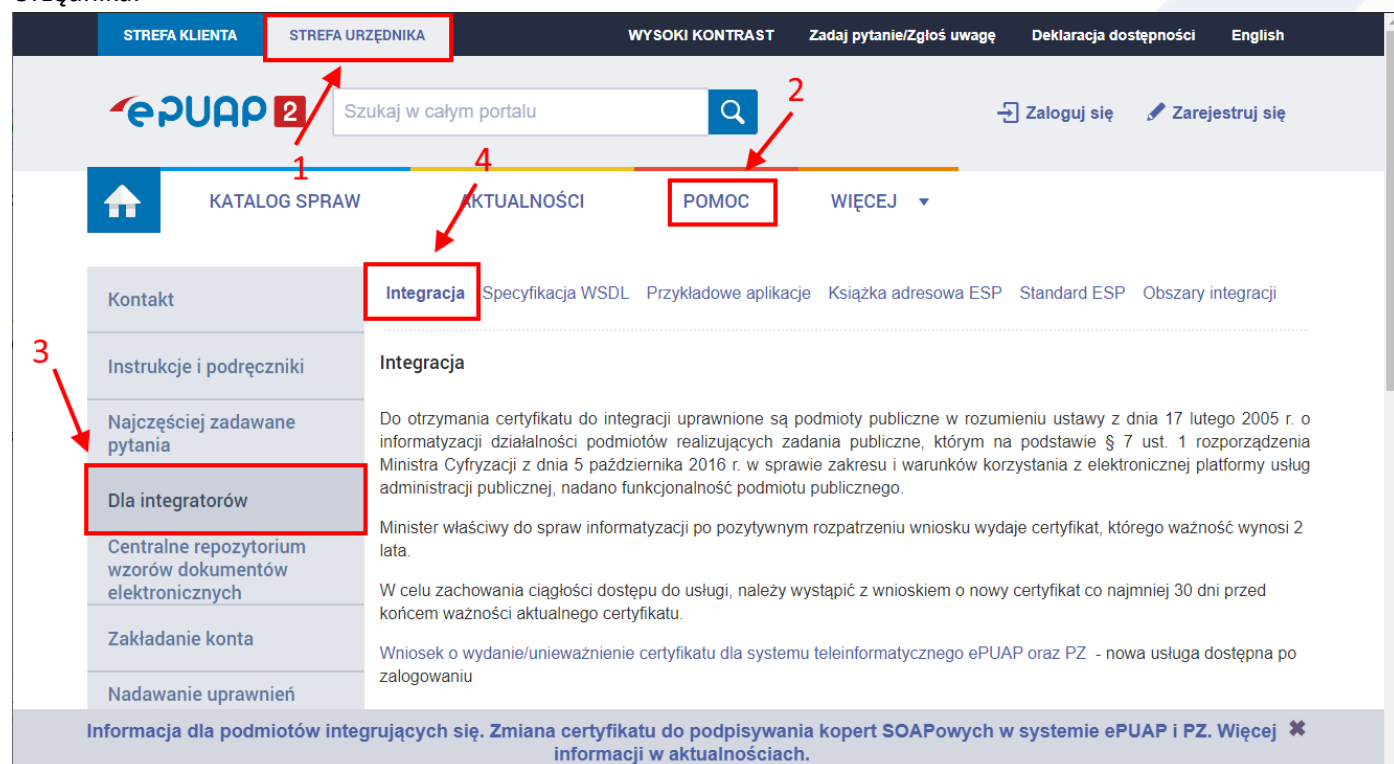 STREFA KLIENTA STREFA URZĘDNIKA WYSOKI KONTRAST Zadaj pytanie/Zgłoś uwagę Deklaracja dostępności English
ePUAP 2 Szukaj w całym portalu 2 Zaloguj się Zarejestruj się
1 4
KATALOG SPRAW AKTUALNOŚCI POMOC WIĘCEJ
Kontakt
Integracja Specyfikacja WSDL Przykładowe aplikacje Książka adresowa ESP Standard ESP Obszary integracji
3
Instrukcje i podręczniki
Najczęściej zadawane
pytania
Dla integratorów
Centralne repozytorium
wzorów dokumentów
elektronicznych
Zakładanie konta
Nadawanie uprawnień
Integracja
Do otrzymania certyfikatu do integracji uprawnione są podmioty publiczne w rozumieniu ustawy z dnia 17 lutego 2005 r. o
informatyzacji działalności podmiotów realizujących zadania publiczne, którym na podstawie § 7 ust. 1 rozporządzenia
Ministra Cyfryzacji z dnia 5 października 2016 r. w sprawie zakresu i warunków korzystania z elektronicznej platformy usług
administracji publicznej, nadano funkcjonalność podmiotu publicznego.
Minister właściwy do spraw informatyzacji po pozytywnym rozpatrzeniu wniosku wydaje certyfikat, którego ważność wynosi 2
lata.
W celu zachowania ciągłości dostępu do usługi, należy wystąpić z wnioskiem o nowy certyfikat co najmniej 30 dni przed
końcem ważności aktualnego certyfikatu.
Wniosek o wydanie/unieważnienie certyfikatu dla systemu teleinformatycznego ePUAP oraz PZ - nowa usługa dostępna po
zalogowaniu
Informacja dla podmiotów integrujących się. Zmiana certyfikatu do podpisywania kopert SOAPowych w systemie ePUAP i PZ. Więcej
informacji w aktualnościach.